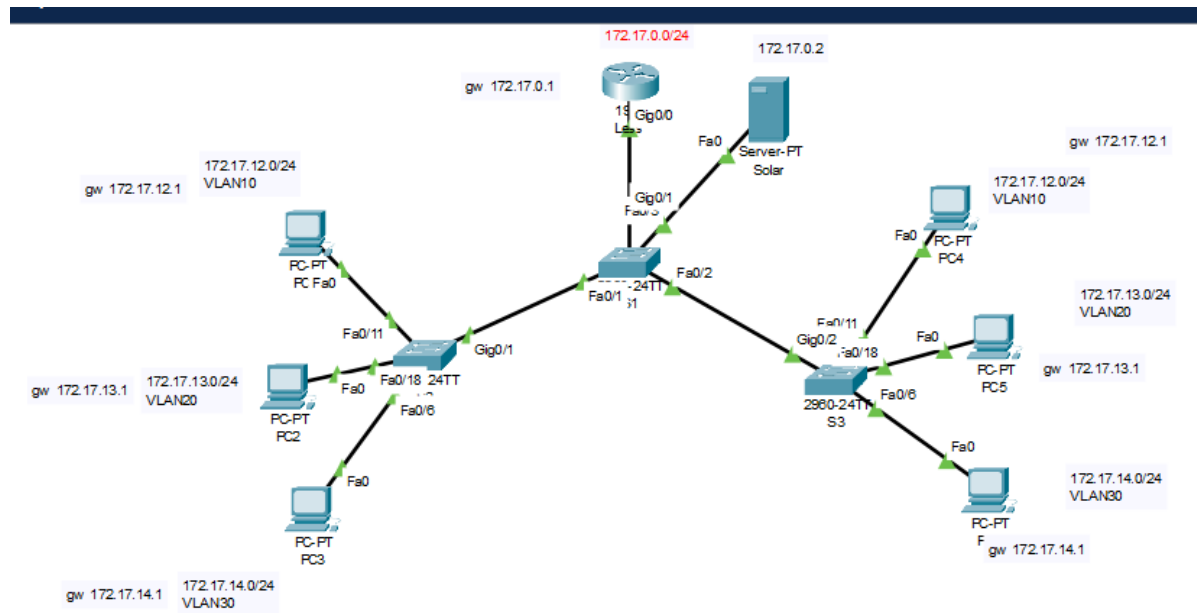 172.17.0.0/24
172.17.0.2
gw 172.17.0.1
Gig0/0
Fa0
Server-PT
Solar
gw 172.17.12.1
172.17.12.0/24
VLAN10
gw 172.17.12.1
172.17.12.0/24
VLAN10
Gig0/1
PC-PT
Fa0
Fa0
PC-PT
PC4
Fa0/2
Fa0/1
24TT
172.17.13.0/24
VLAN20
Fa0/11
Gig0/1
Fa0/11
Gig0/2
Fa0/18
Fa0
gw 172.17.13.1
172.17.13.0/24
VLAN20
Fa0
Fa0/18
24TT
Fa0/6
PC-PT
PC2
PC-PT
PC5
gw 172.17.13.1
2960-24TT
S3
Fa0/6
Fa0
Fa0
172.17.14.0/24
VLAN30
PC-PT
PC3
PC-PT
gw 172.17.14.1
gw 172.17.14.1
172.17.14.0/24
VLAN30